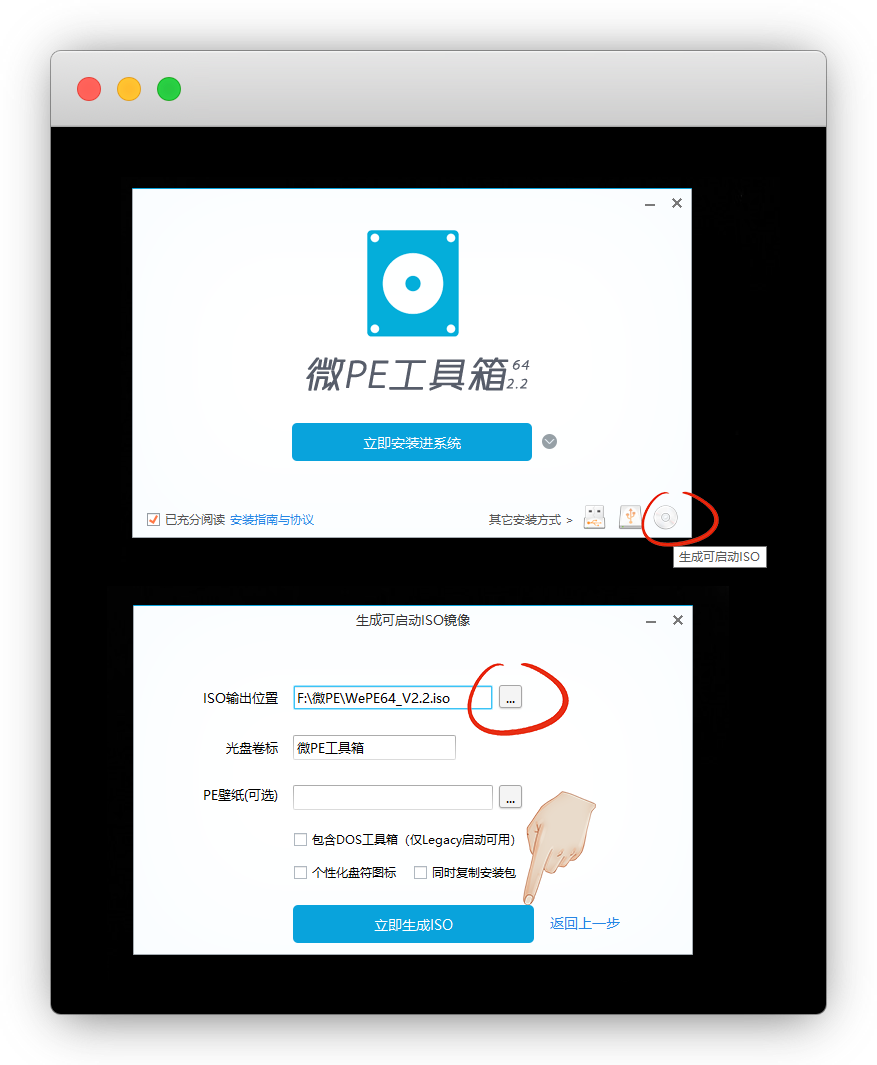 微PE工具箱 64
2.2
立即安装进系统
已充分阅读 安装指南与协议 其它安装方式 >
生成可启动ISO
生成可启动ISO镜像
ISO输出位置 F:\微PE\WePE64_V2.2.iso ...
光盘卷标 微PE工具箱
PE壁纸(可选) ...
包含DOS工具箱（仅Legacy启动可用）
个性化盘符图标 同时复制安装包
立即生成ISO 返回上一步